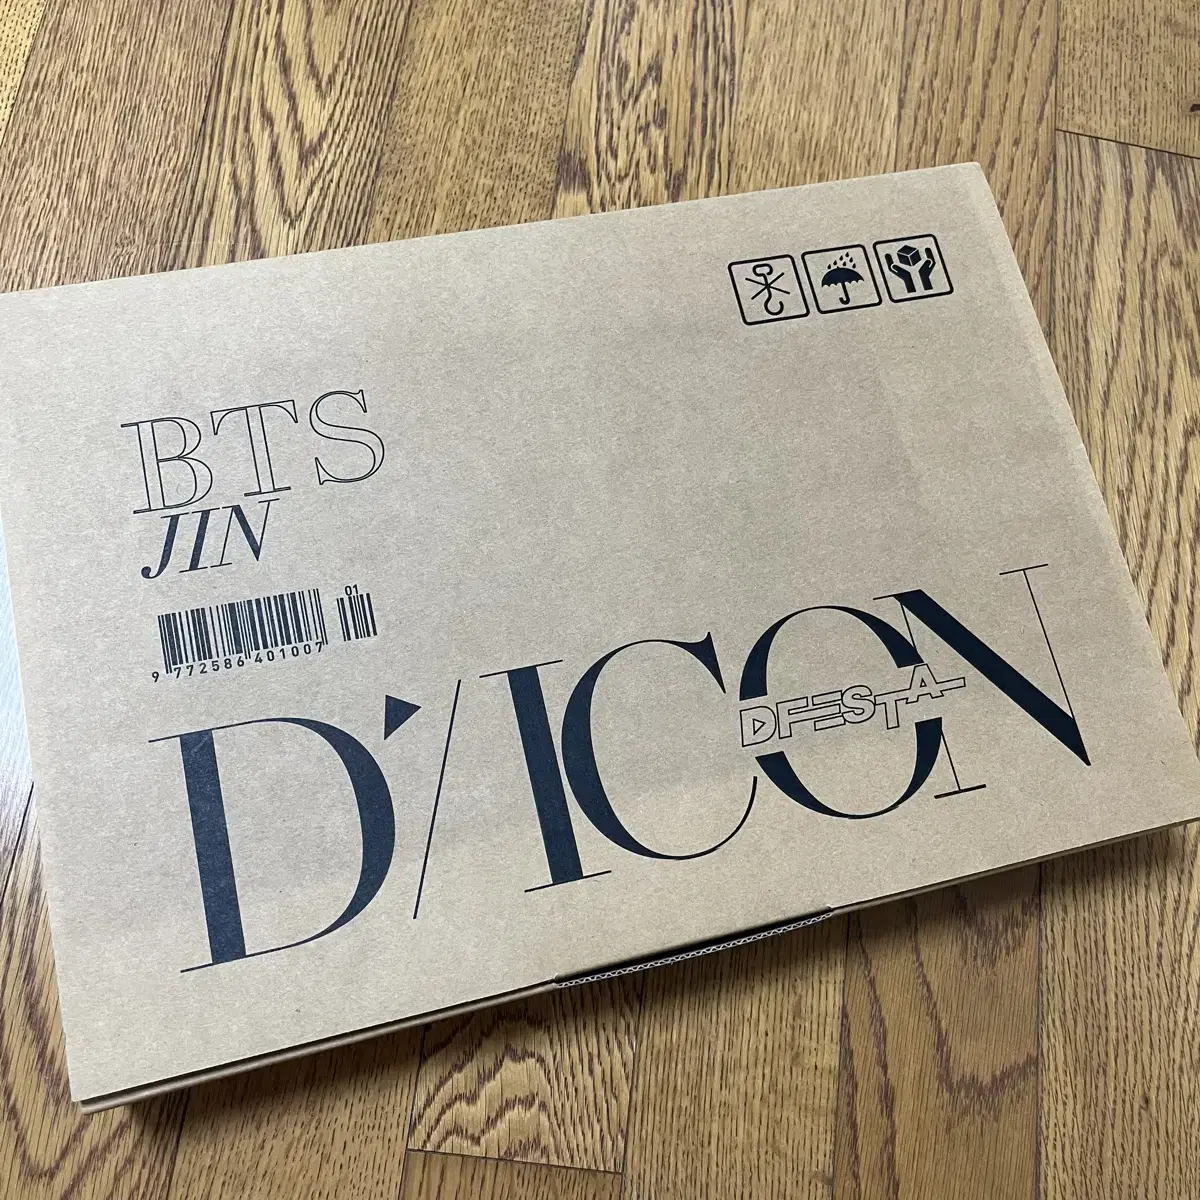 BTS
JIN
01
9 772586 401007
D'/ICON
DFESTA